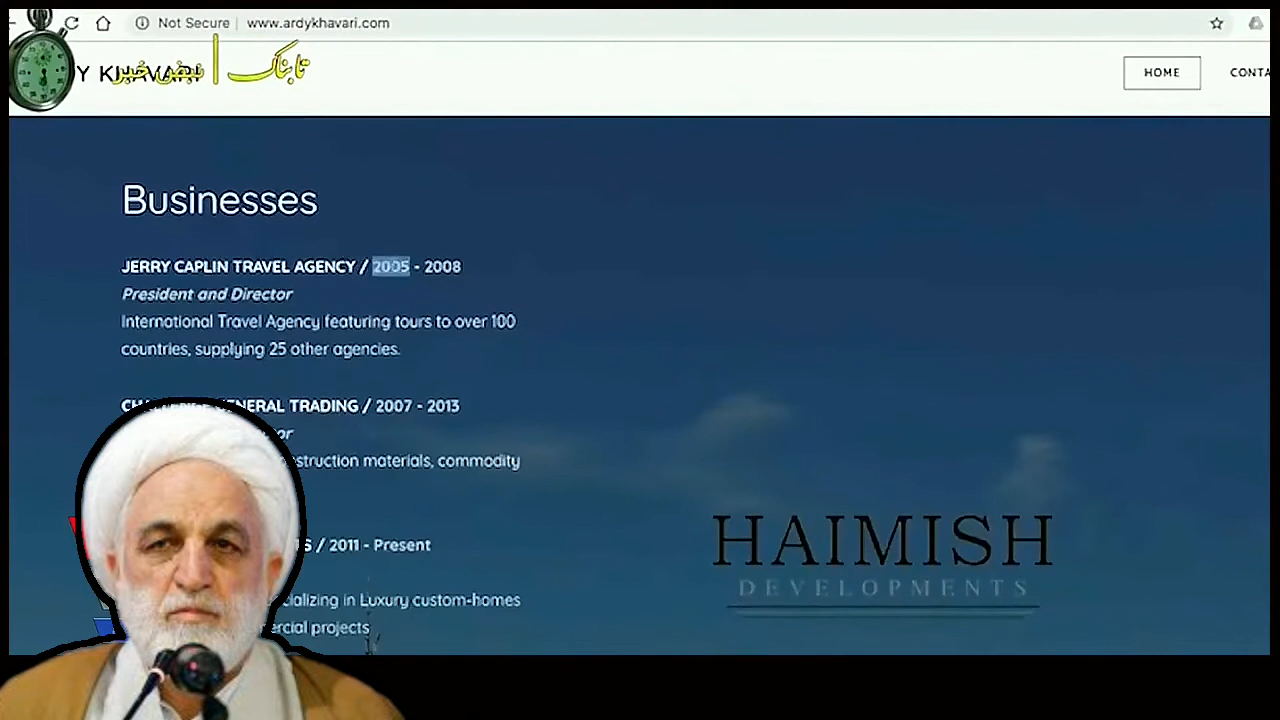 Not Secure | www.ardykhavari.com
Y KHAVARI
تابناک | نبض خبر
HOME
CONTA
Businesses
JERRY CAPLIN TRAVEL AGENCY / 2005 - 2008
President and Director
International Travel Agency featuring tours to over 100
countries, supplying 25 other agencies.
GENERAL TRADING / 2007 - 2013
or
struction materials, commodity
S / 2011 - Present
cializing in Luxury custom-homes
ercial projects
HAIMISH
DEVELOPMENTS